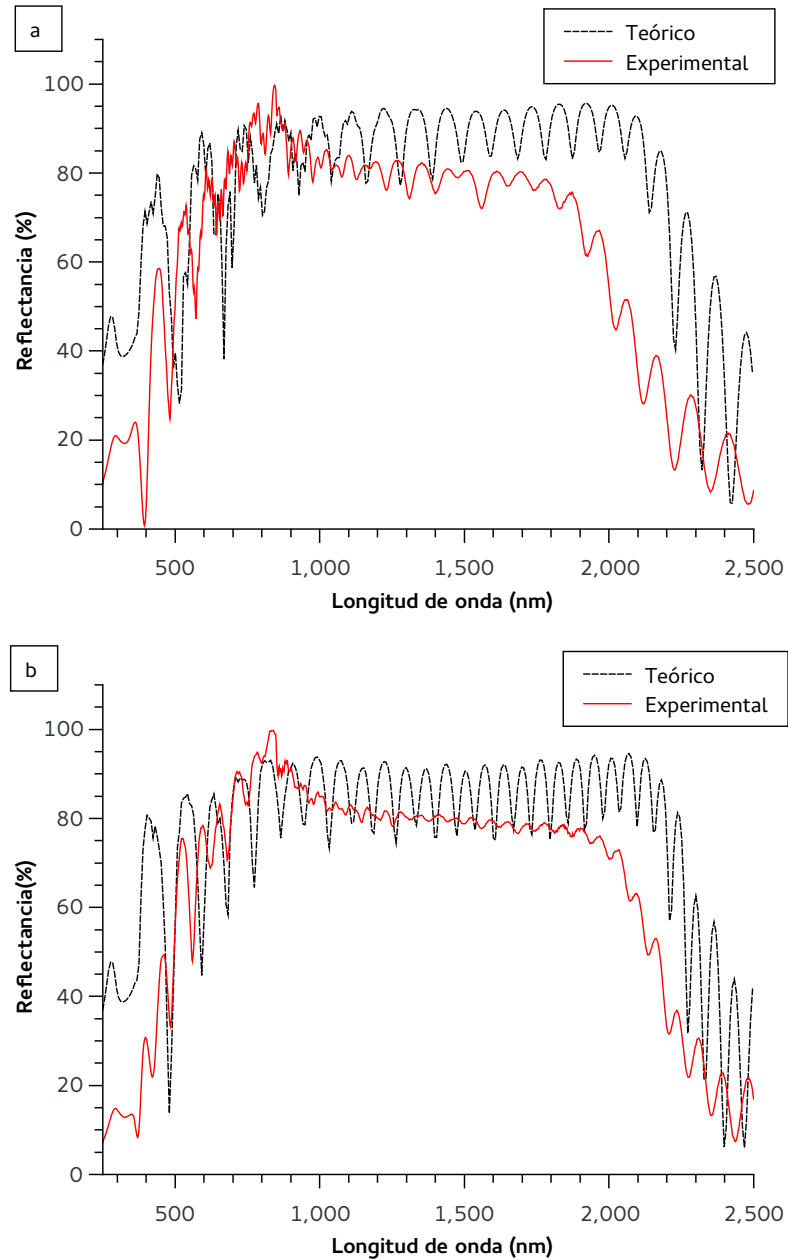 a
Teórico
Experimental
100
80
60
40
20
0
Reflectancia (%)
500 1,000 1,500 2,000 2,500
Longitud de onda (nm)
b
Teórico
Experimental
100
80
60
40
20
0
Reflectancia(%)
500 1,000 1,500 2,000 2,500
Longitud de onda (nm)